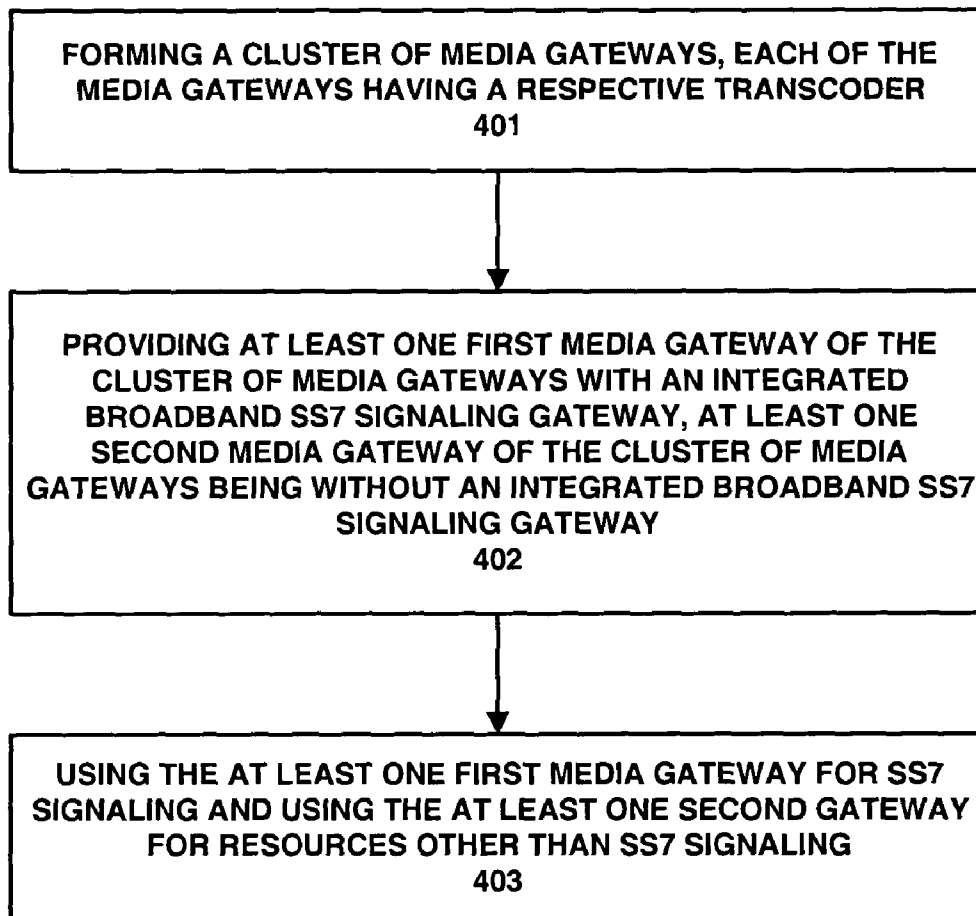 FORMING A CLUSTER OF MEDIA GATEWAYS, EACH OF THE
MEDIA GATEWAYS HAVING A RESPECTIVE TRANSCODER
401
PROVIDING AT LEAST ONE FIRST MEDIA GATEWAY OF THE
CLUSTER OF MEDIA GATEWAYS WITH AN INTEGRATED
BROADBAND SS7 SIGNALING GATEWAY, AT LEAST ONE
SECOND MEDIA GATEWAY OF THE CLUSTER OF MEDIA
GATEWAYS BEING WITHOUT AN INTEGRATED BROADBAND SS7
SIGNALING GATEWAY
402
USING THE AT LEAST ONE FIRST MEDIA GATEWAY FOR SS7
SIGNALING AND USING THE AT LEAST ONE SECOND GATEWAY
FOR RESOURCES OTHER THAN SS7 SIGNALING
403